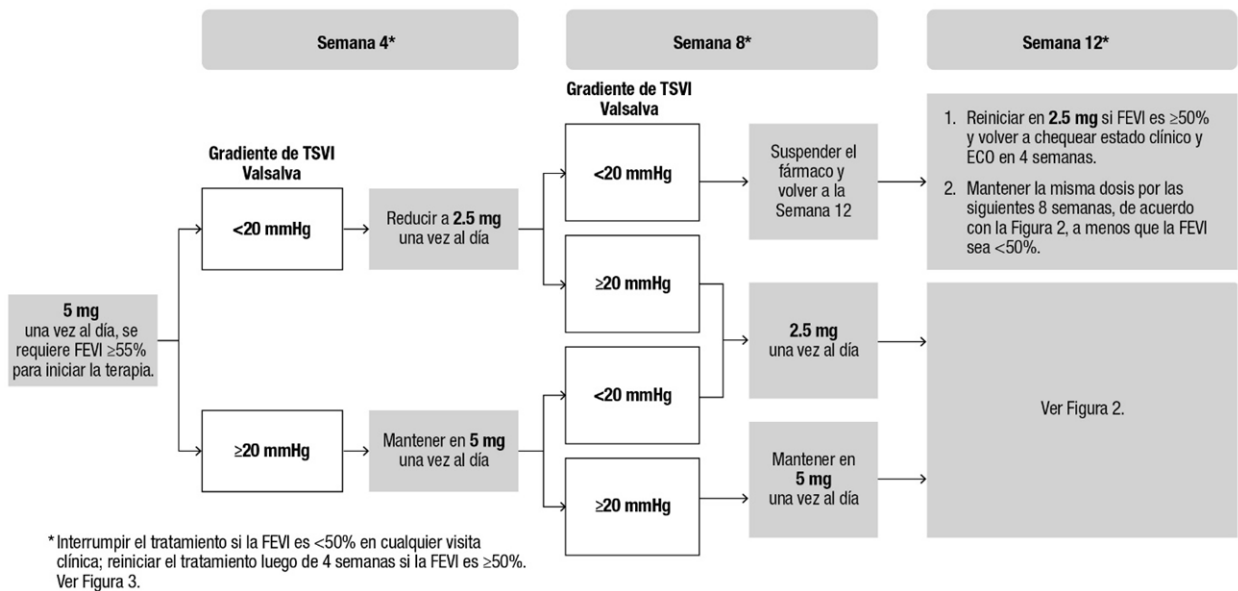 Semana 4*
Semana 8*
Semana 12*
Gradiente de TSVI
Valsalva
<20 mmHg
Reducir a 2.5 mg
una vez al día
5 mg
una vez al día, se
requiere FEVI ≥55%
para iniciar la terapia.
≥20 mmHg
Mantener en 5 mg
una vez al día
Gradiente de TSVI
Valsalva
<20 mmHg
Suspender el
fármaco y
volver a la
Semana 12
≥20 mmHg
2.5 mg
una vez al día
<20 mmHg
≥20 mmHg
Mantener en
5 mg
una vez al día
1. Reiniciar en 2.5 mg si FEVI es ≥50%
y volver a chequear estado clínico y
ECO en 4 semanas.
2. Mantener la misma dosis por las
siguientes 8 semanas, de acuerdo
con la Figura 2, a menos que la FEVI
sea <50%.
Ver Figura 2.
* Interrumpir el tratamiento si la FEVI es <50% en cualquier visita
clínica; reiniciar el tratamiento luego de 4 semanas si la FEVI es ≥50%.
Ver Figura 3.